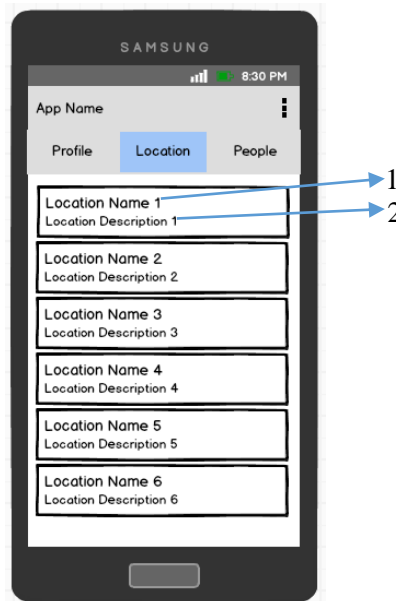 SAMSUNG
8:30 PM
App Name
Profile Location People
Location Name 1
1
Location Description 1
2
Location Name 2
Location Description 2
Location Name 3
Location Description 3
Location Name 4
Location Description 4
Location Name 5
Location Description 5
Location Name 6
Location Description 6